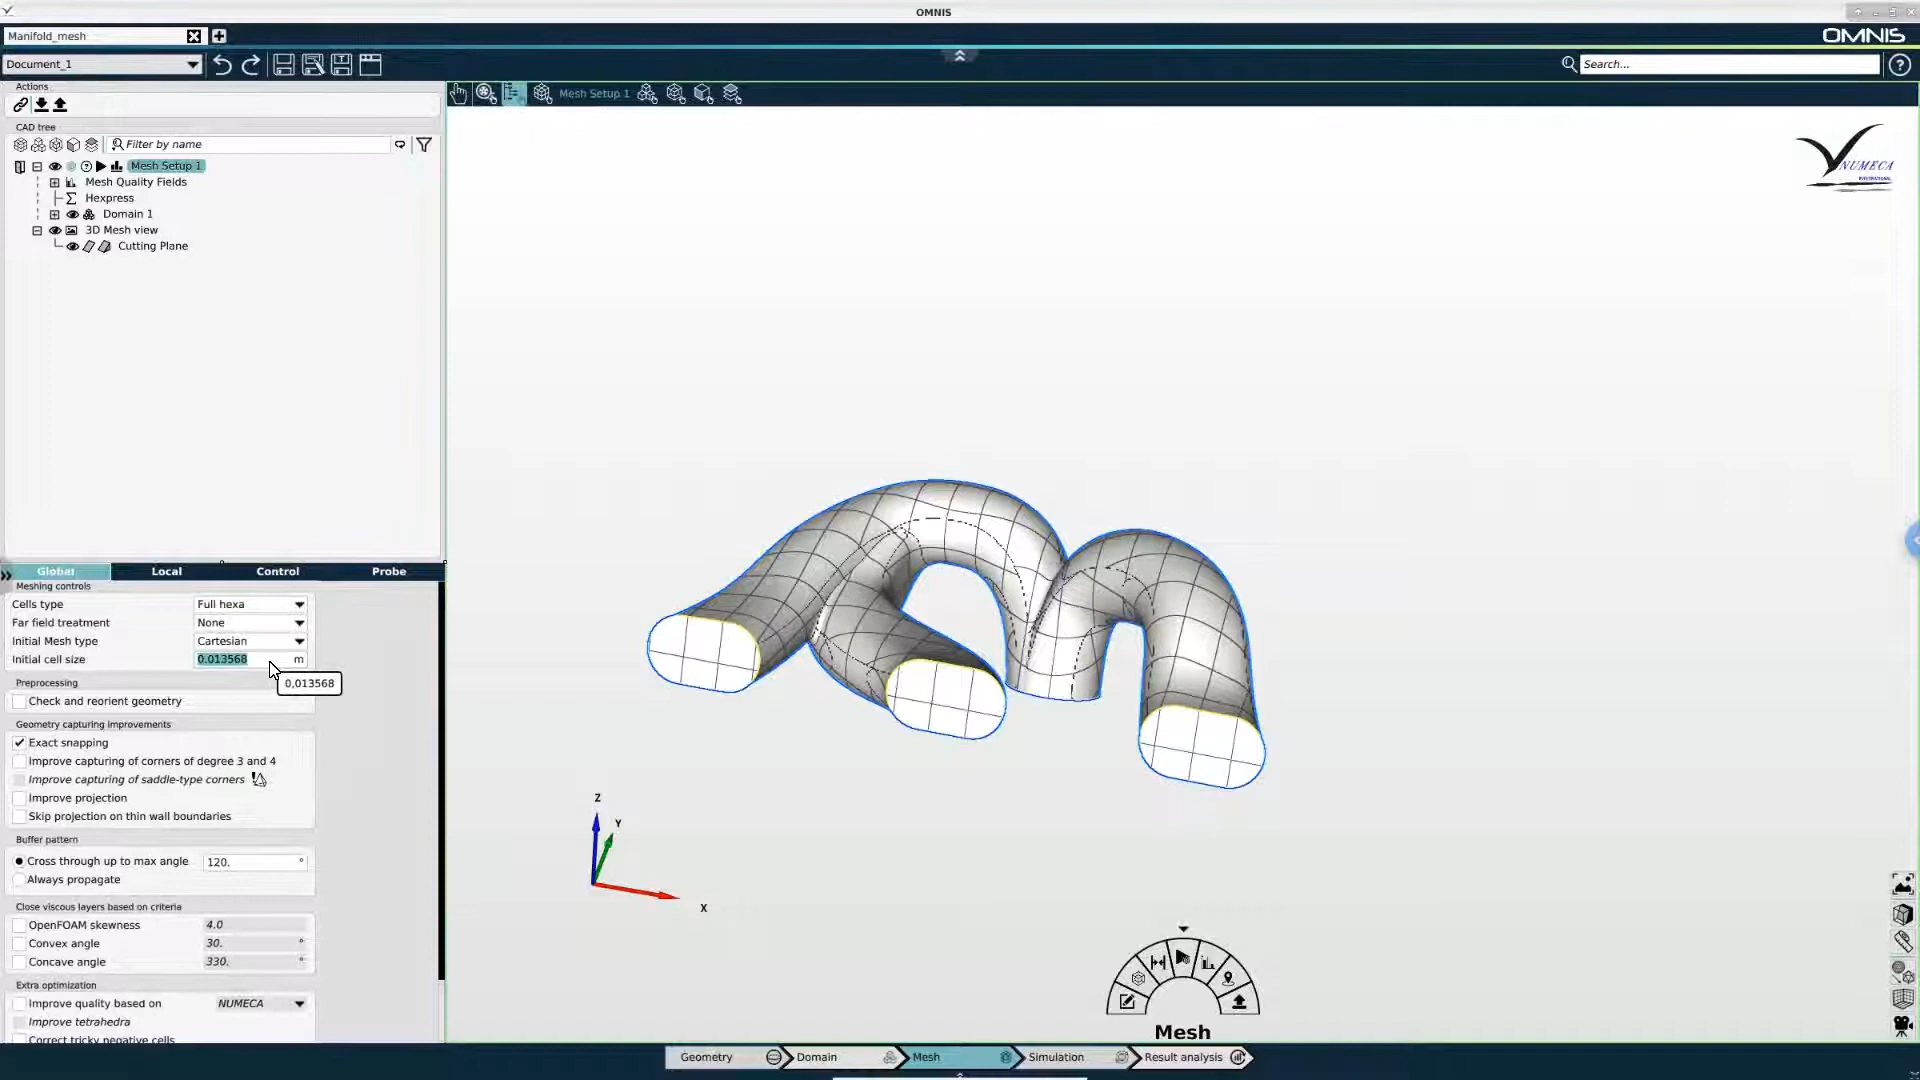 OMNIS
Manifold_mesh
OMNIS
Document_1
Search...
?
Actions
Mesh Setup 1
CAD tree
Filter by name
NUMECA
INTERNATIONAL
Mesh Setup 1
Mesh Quality Fields
Hexpress
Domain 1
3D Mesh view
Cutting Plane
Global
Local
Control
Probe
Meshing controls
Cells type
Full hexa
Far field treatment
None
Initial Mesh type
Cartesian
Initial cell size
0.013568
m
0,013568
Preprocessing
Check and reorient geometry
Geometry capturing improvements
Exact snapping
Improve capturing of corners of degree 3 and 4
Improve capturing of saddle-type corners
Improve projection
Skip projection on thin wall boundaries
Buffer pattern
Cross through up to max angle
120.
°
Always propagate
Close viscous layers based on criteria
OpenFOAM skewness
4.0
Convex angle
30.
°
Concave angle
330.
°
Extra optimization
Improve quality based on
NUMECA
Improve tetrahedra
Correct tricky negative cells
Z
Y
X
Mesh
Geometry
Domain
Mesh
Simulation
Result analysis